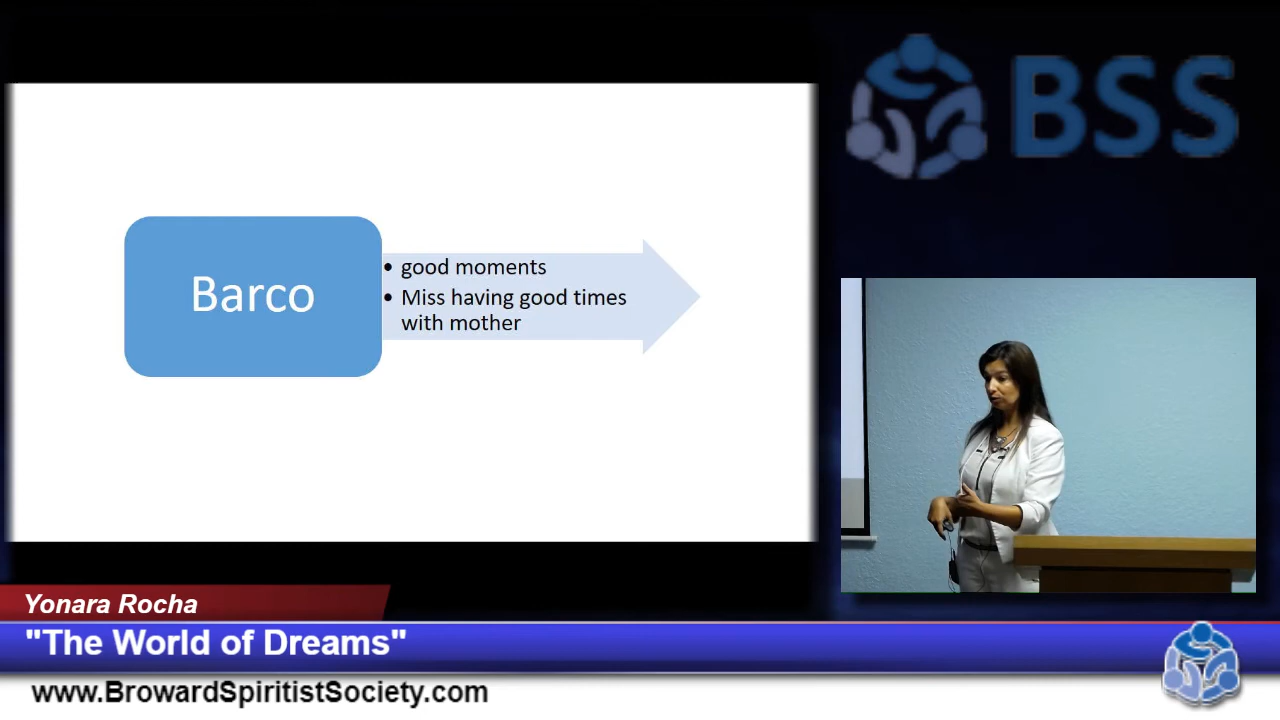 BSS
Barco
• good moments
• Miss having good times
with mother
Yonara Rocha
"The World of Dreams"
www.BrowardSpiritistSociety.com